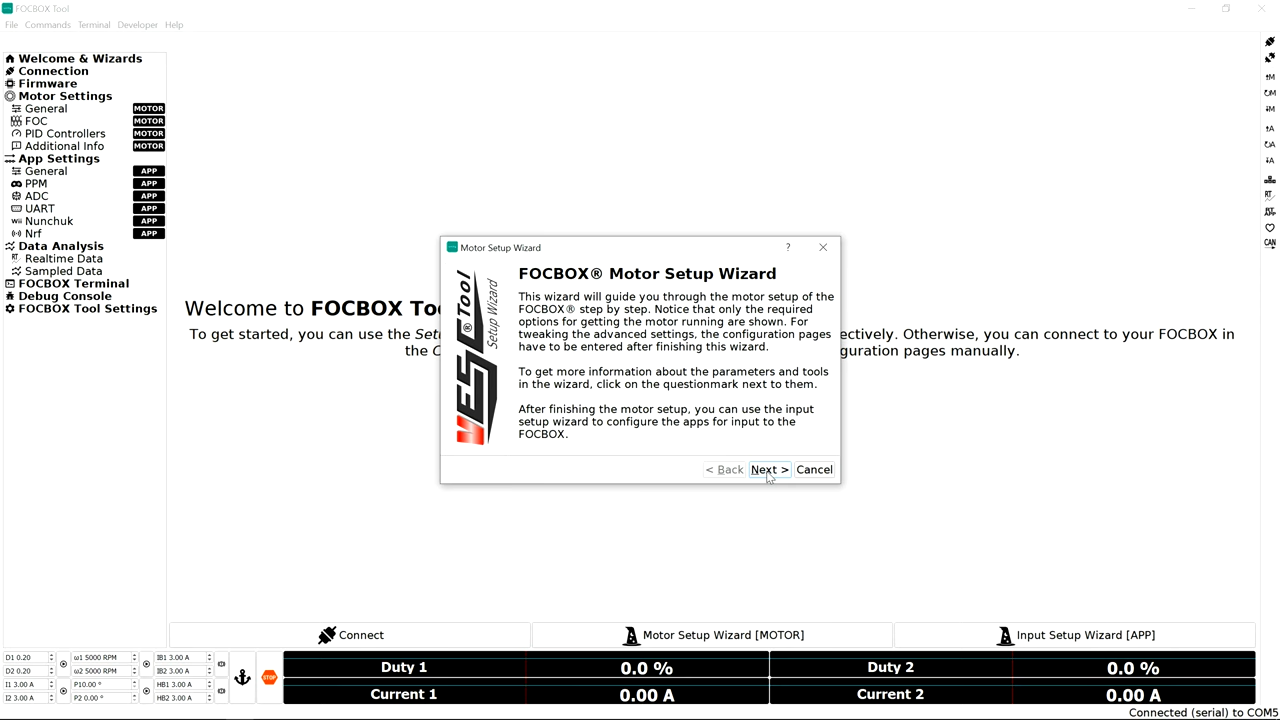 FOCBOX Tool
File Commands Terminal Developer Help
Welcome & Wizards
Connection
Firmware
Motor Settings
General MOTOR
FOC MOTOR
PID Controllers MOTOR
Additional Info MOTOR
App Settings
General APP
PPM APP
ADC APP
UART APP
Nunchuk APP
Nrf APP
Data Analysis
Realtime Data
Sampled Data
FOCBOX Terminal
Debug Console
FOCBOX Tool Settings
Welcome to FOCBOX Too
To get started, you can use the Setu
ectively. Otherwise, you can connect to your FOCBOX in
the C
guration pages manually.
Motor Setup Wizard
?
VESC® Tool
Setup Wizard
FOCBOX® Motor Setup Wizard
This wizard will guide you through the motor setup of the
FOCBOX® step by step. Notice that only the required
options for getting the motor running are shown. For
tweaking the advanced settings, the configuration pages
have to be entered after finishing this wizard.
To get more information about the parameters and tools
in the wizard, click on the questionmark next to them.
After finishing the motor setup, you can use the input
setup wizard to configure the apps for input to the
FOCBOX.
< Back Next > Cancel
Connect Motor Setup Wizard [MOTOR] Input Setup Wizard [APP]
D1 0.20 ω1 5000 RPM IB1 3.00 A
D2 0.20 ω2 5000 RPM IB2 3.00 A
I1 3.00 A P10.00 ° HB1 3.00 A
I2 3.00 A P2 0.00 ° HB2 3.00 A
STOP
Duty 1 0.0 % Duty 2 0.0 %
Current 1 0.00 A Current 2 0.00 A
Connected (serial) to COM5
CAN